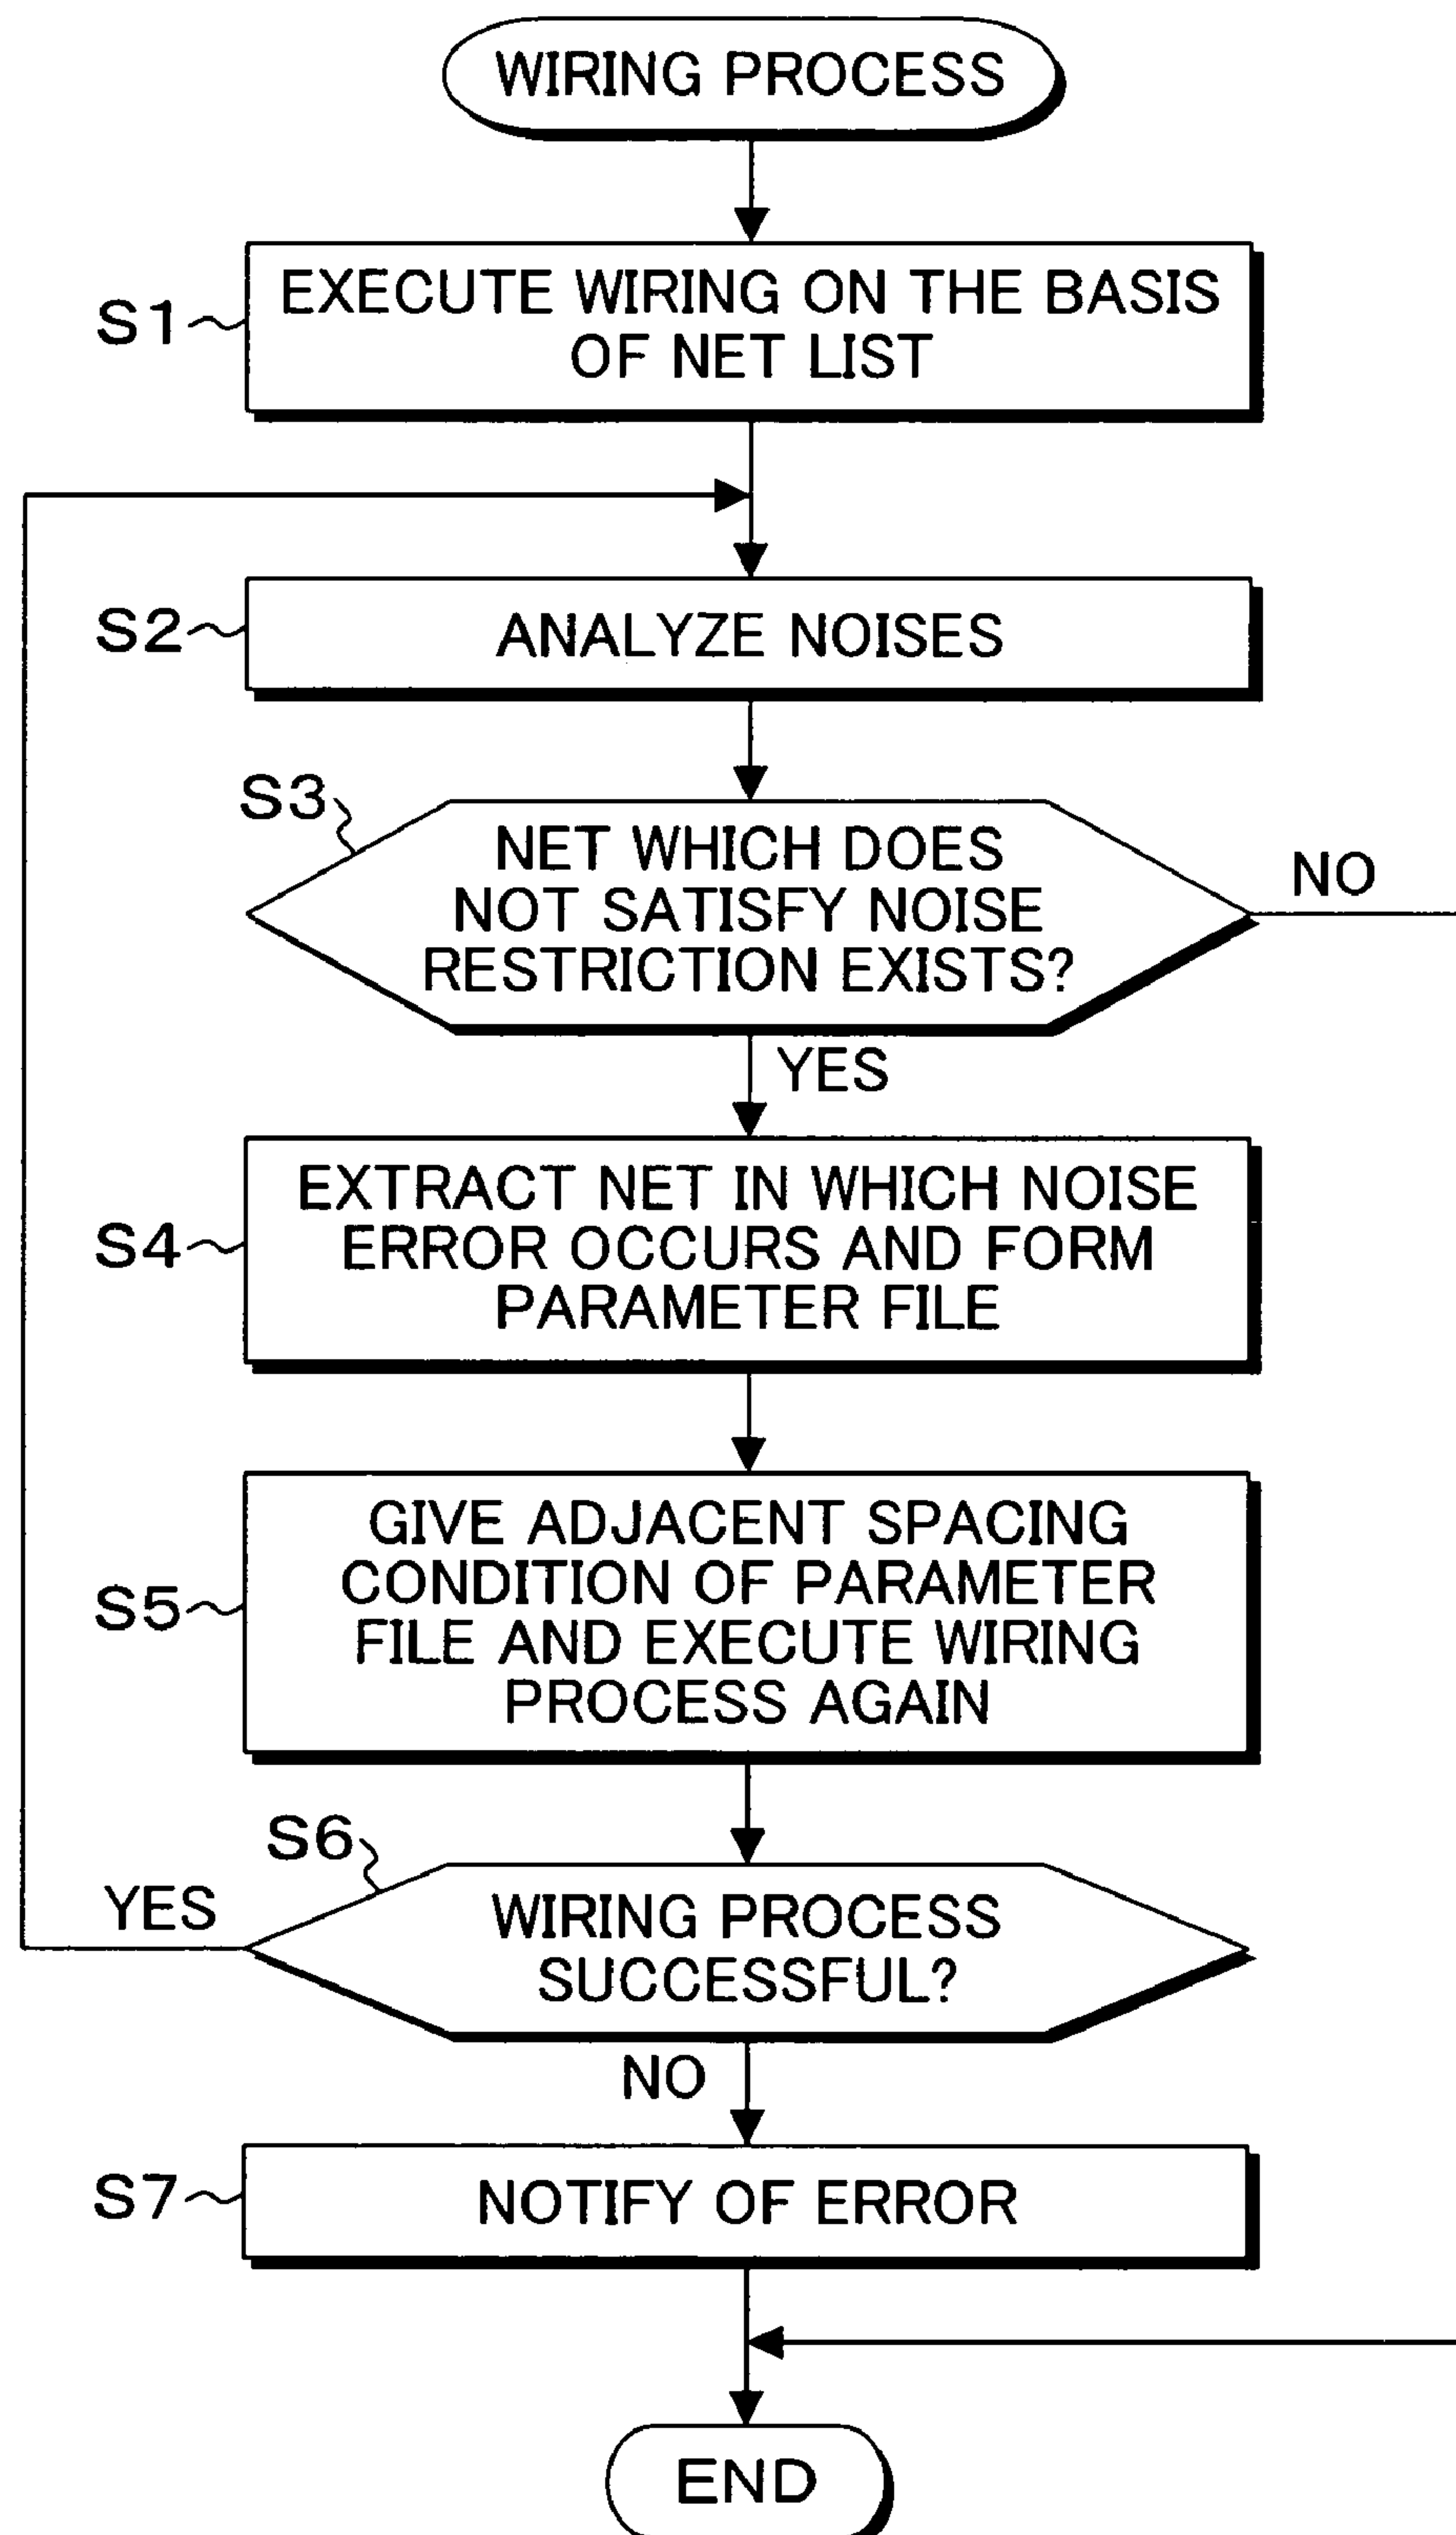 WIRING PROCESS
S1
EXECUTE WIRING ON THE BASIS
OF NET LIST
S2
ANALYZE NOISES
S3
NET WHICH DOES
NOT SATISFY NOISE
RESTRICTION EXISTS?
NO
YES
S4
EXTRACT NET IN WHICH NOISE
ERROR OCCURS AND FORM
PARAMETER FILE
S5
GIVE ADJACENT SPACING
CONDITION OF PARAMETER
FILE AND EXECUTE WIRING
PROCESS AGAIN
S6
YES
WIRING PROCESS
SUCCESSFUL?
NO
S7
NOTIFY OF ERROR
END